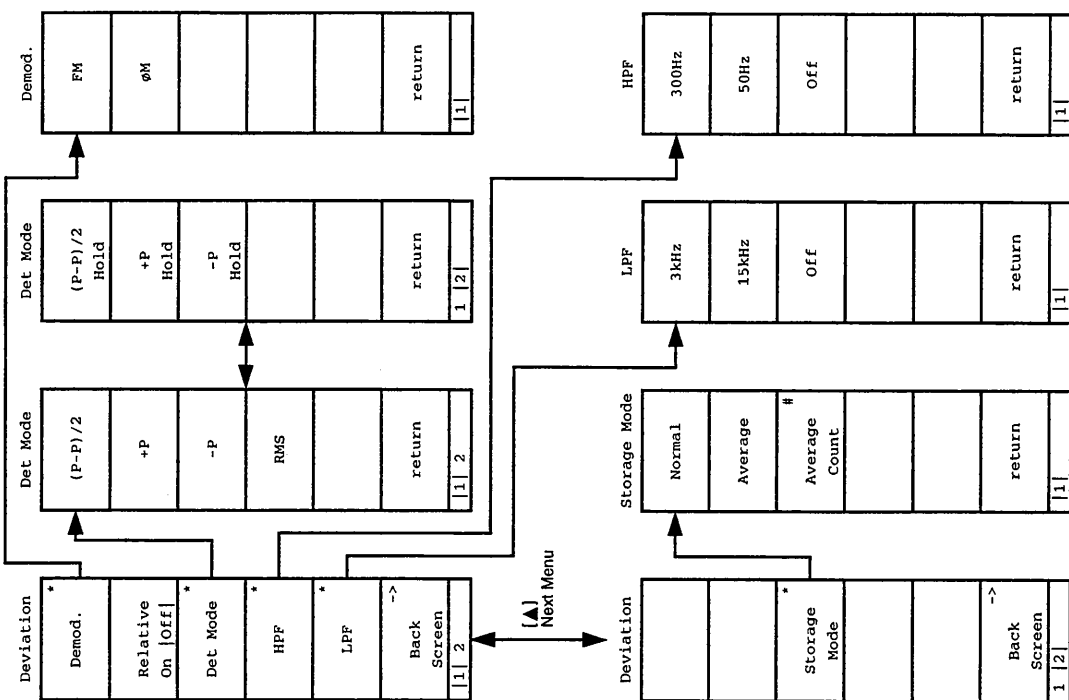 Deviation
Demod.
*
Relative
On |Off|
Det Mode
*
HPF
*
LPF
*
Back
Screen
->
|1| 2
Det Mode
(P-P)/2
+P
-P
RMS
return
|1| 2
Det Mode
(P-P)/2
Hold
+P
Hold
-P
Hold
return
1 |2|
Demod.
FM
øM
return
|1|
[▲]
Next Menu
Deviation
Storage
Mode
*
Back
Screen
->
1 |2|
Storage Mode
Normal
Average
Average
Count
#
return
|1|
LPF
3kHz
15kHz
Off
return
|1|
HPF
300Hz
50Hz
Off
return
|1|